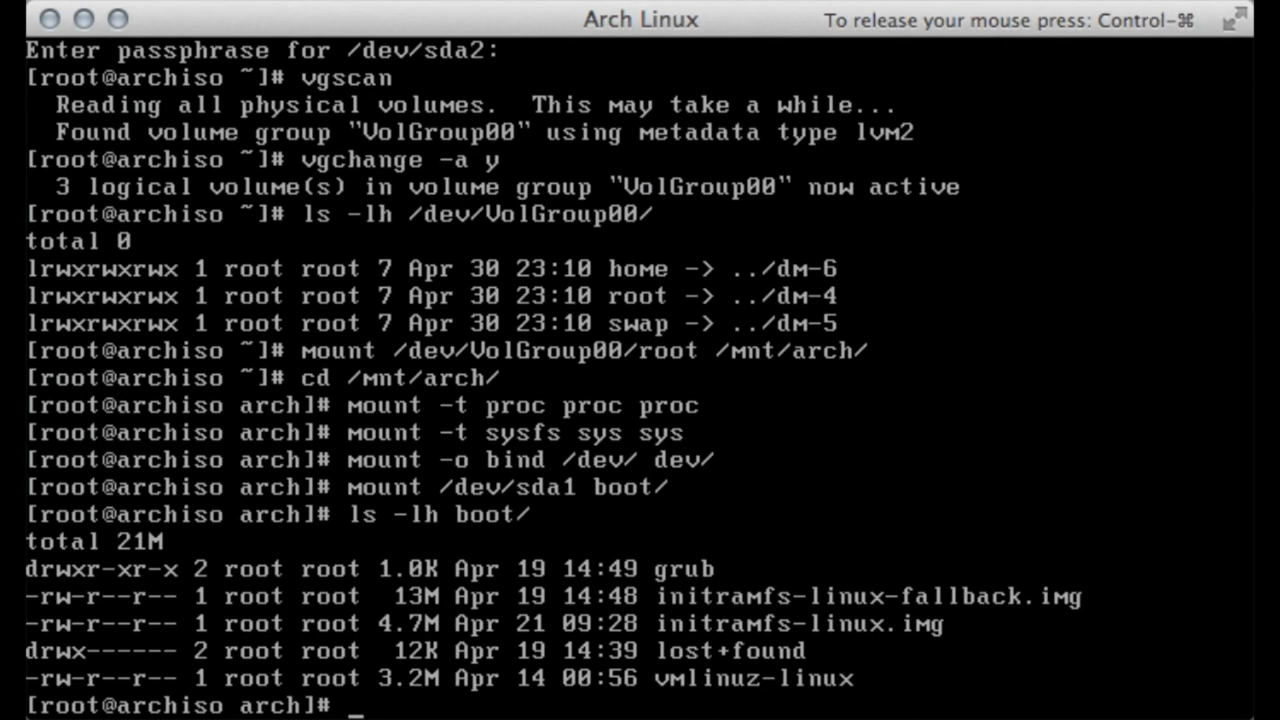 Arch Linux To release your mouse press: Control-⌘
Enter passphrase for /dev/sda2:
[root@archiso ~]# vgscan
  Reading all physical volumes.  This may take a while...
  Found volume group "VolGroup00" using metadata type lvm2
[root@archiso ~]# vgchange -a y
  3 logical volume(s) in volume group "VolGroup00" now active
[root@archiso ~]# ls -lh /dev/VolGroup00/
total 0
lrwxrwxrwx 1 root root 7 Apr 30 23:10 home -> ../dm-6
lrwxrwxrwx 1 root root 7 Apr 30 23:10 root -> ../dm-4
lrwxrwxrwx 1 root root 7 Apr 30 23:10 swap -> ../dm-5
[root@archiso ~]# mount /dev/VolGroup00/root /mnt/arch/
[root@archiso ~]# cd /mnt/arch/
[root@archiso arch]# mount -t proc proc proc
[root@archiso arch]# mount -t sysfs sys sys
[root@archiso arch]# mount -o bind /dev/ dev/
[root@archiso arch]# mount /dev/sda1 boot/
[root@archiso arch]# ls -lh boot/
total 21M
drwxr-xr-x 2 root root 1.0K Apr 19 14:49 grub
-rw-r--r-- 1 root root  13M Apr 19 14:48 initramfs-linux-fallback.img
-rw-r--r-- 1 root root 4.7M Apr 21 09:28 initramfs-linux.img
drwx------ 2 root root  12K Apr 19 14:39 lost+found
-rw-r--r-- 1 root root 3.2M Apr 14 00:56 vmlinuz-linux
[root@archiso arch]# _